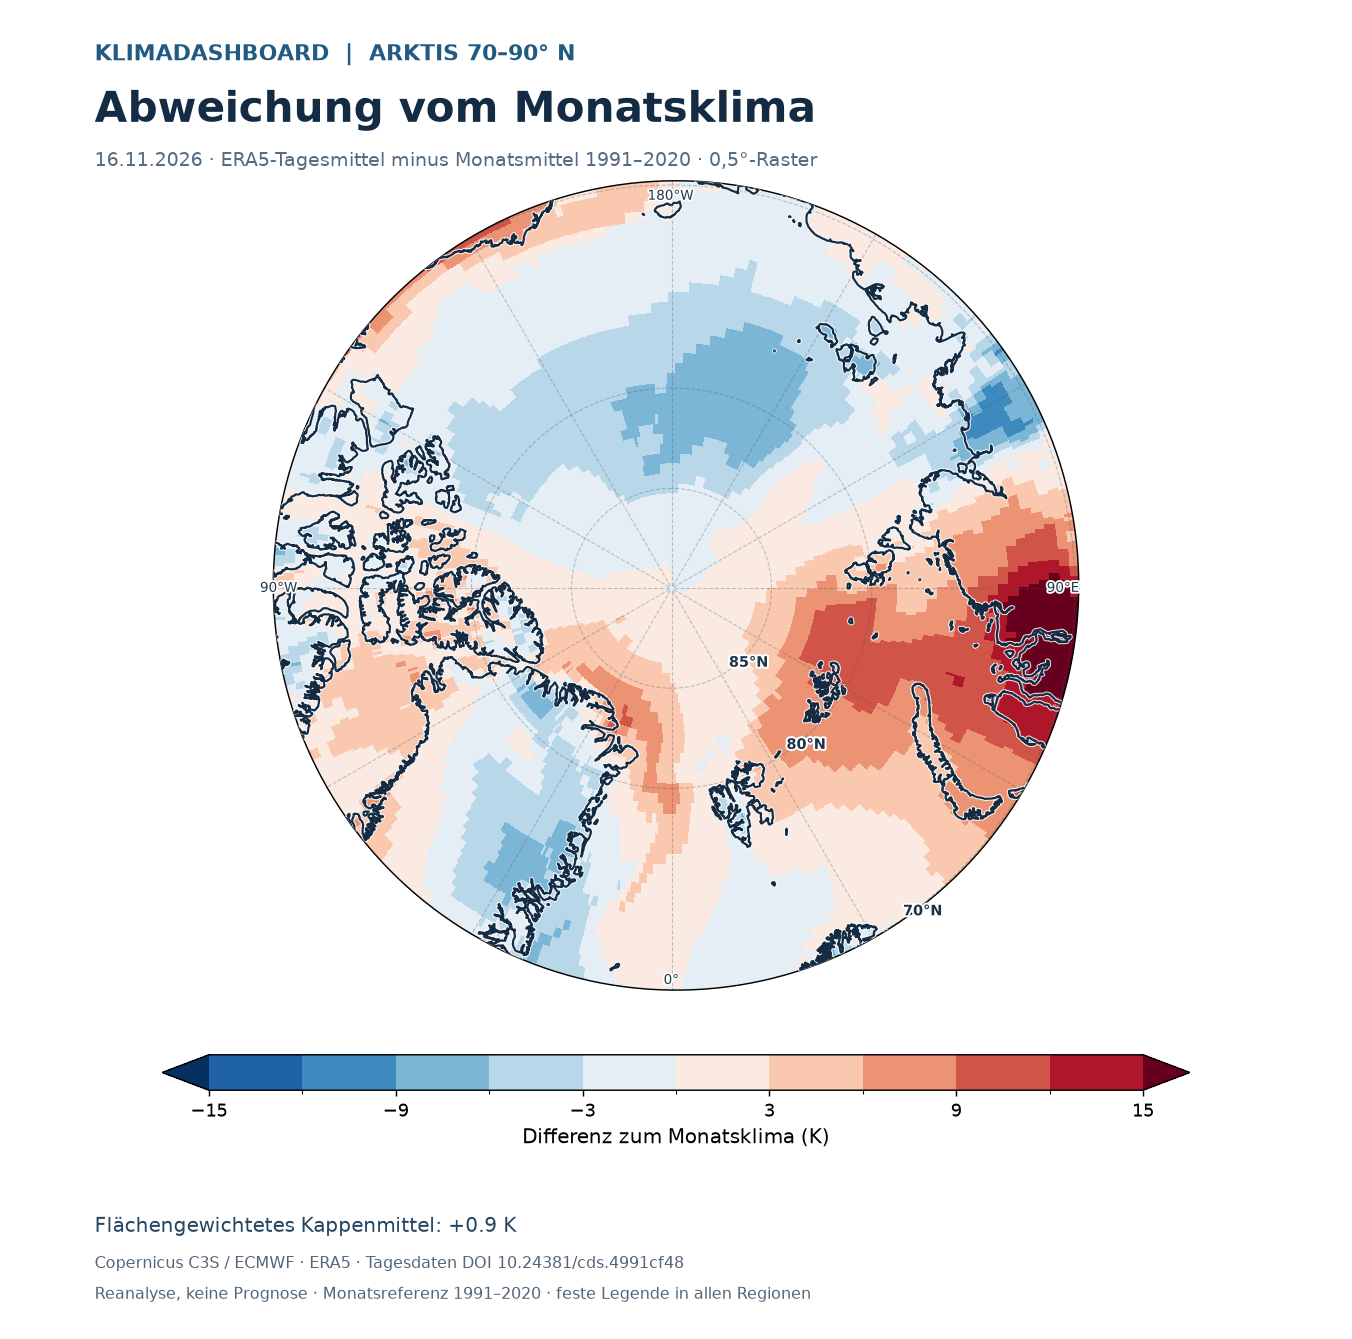 KLIMADASHBOARD | ARKTIS 70–90° N
Abweichung vom Monatsklima
16.11.2026 · ERA5-Tagesmittel minus Monatsmittel 1991–2020 · 0,5°-Raster
180°W
90°W
90°E
85°N
80°N
70°N
0°
−15
−9
−3
3
9
15
Differenz zum Monatsklima (K)
Flächengewichtetes Kappenmittel: +0.9 K
Copernicus C3S / ECMWF · ERA5 · Tagesdaten DOI 10.24381/cds.4991cf48
Reanalyse, keine Prognose · Monatsreferenz 1991–2020 · feste Legende in allen Regionen